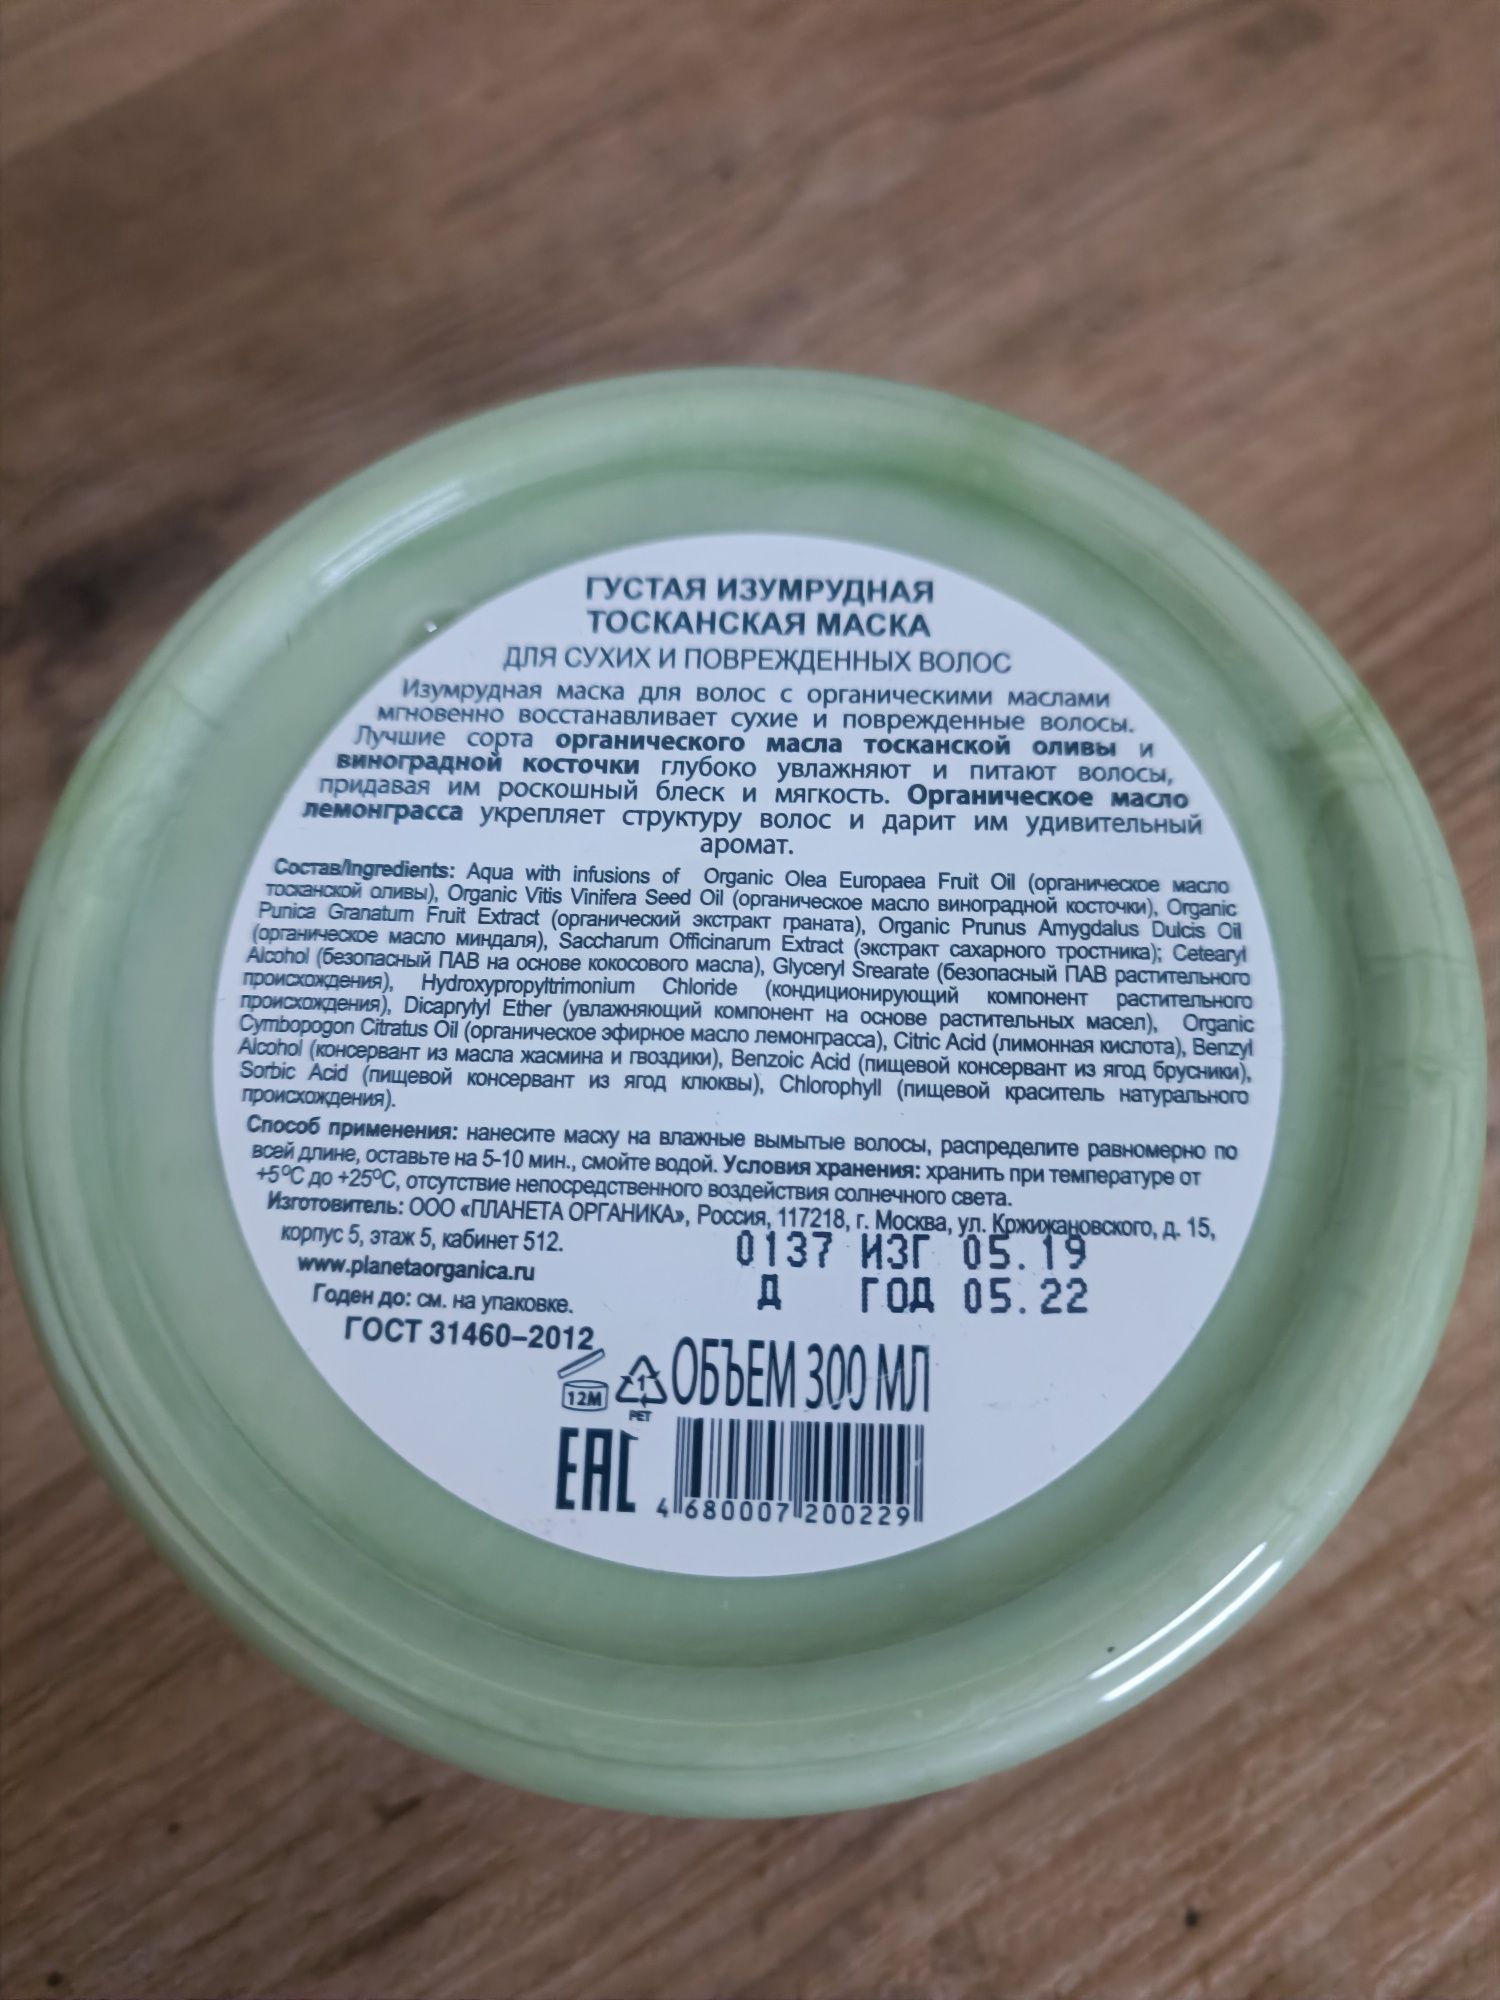 ГУСТАЯ ИЗУМРУДНАЯ
ТОСКАНСКАЯ МАСКА
ДЛЯ СУХИХ И ПОВРЕЖДЕННЫХ ВОЛОС
Изумрудная маска для волос с органическими маслами
мгновенно восстанавливает сухие и поврежденные волосы.
Лучшие сорта органического масла тосканской оливы и
виноградной косточки глубоко увлажняют и питают волосы,
придавая им роскошный блеск и мягкость. Органическое масло
лемонграсса укрепляет структуру волос и дарит им удивительный
аромат.
Состав/Ingredients: Aqua with infusions of Organic Olea Europaea Fruit Oil (органическое масло
тосканской оливы), Organic Vitis Vinifera Seed Oil (органическое масло виноградной косточки), Organic
Punica Granatum Fruit Extract (органический экстракт граната), Organic Prunus Amygdalus Dulcis Oil
(органическое масло миндаля), Saccharum Officinarum Extract (экстракт сахарного тростника); Cetearyl
Alcohol (безопасный ПАВ на основе кокосового масла), Glyceryl Srearate (безопасный ПАВ растительного
происхождения), Hydroxypropyltrimonium Chloride (кондиционирующий компонент растительного
происхождения), Dicaprylyl Ether (увлажняющий компонент на основе растительных масел), Organic
Cymbopogon Citratus Oil (органическое эфирное масло лемонграсса), Citric Acid (лимонная кислота), Benzyl
Alcohol (консервант из масла жасмина и гвоздики), Benzoic Acid (пищевой консервант из ягод брусники),
Sorbic Acid (пищевой консервант из ягод клюквы), Chlorophyll (пищевой краситель натурального
происхождения).
Способ применения: нанесите маску на влажные вымытые волосы, распределите равномерно по
всей длине, оставьте на 5-10 мин., смойте водой. Условия хранения: хранить при температуре от
+5°С до +25°С, отсутствие непосредственного воздействия солнечного света.
Изготовитель: ООО «ПЛАНЕТА ОРГАНИКА», Россия, 117218, г. Москва, ул. Кржижановского, д. 15,
корпус 5, этаж 5, кабинет 512.
www.planetaorganica.ru
Годен до: см. на упаковке.
ГОСТ 31460–2012
0137 ИЗГ 05.19
Д ГОД 05.22
12M
1
PET
ОБЪЕМ 300 МЛ
EAC
4 680007 200229